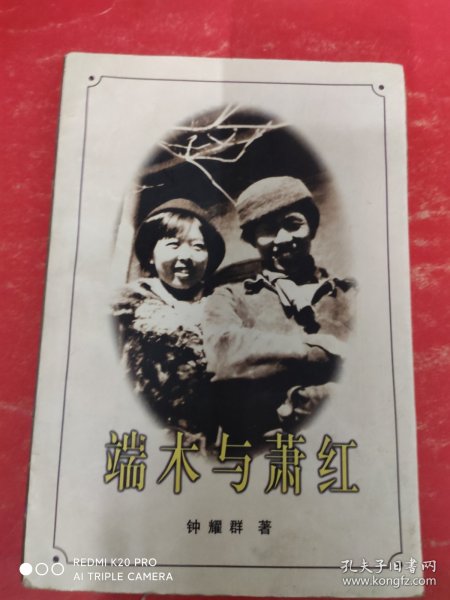 端木与萧红
钟耀群 著
REDMI K20 PRO
AI TRIPLE CAMERA
孔夫子旧书网
www.kongfz.com